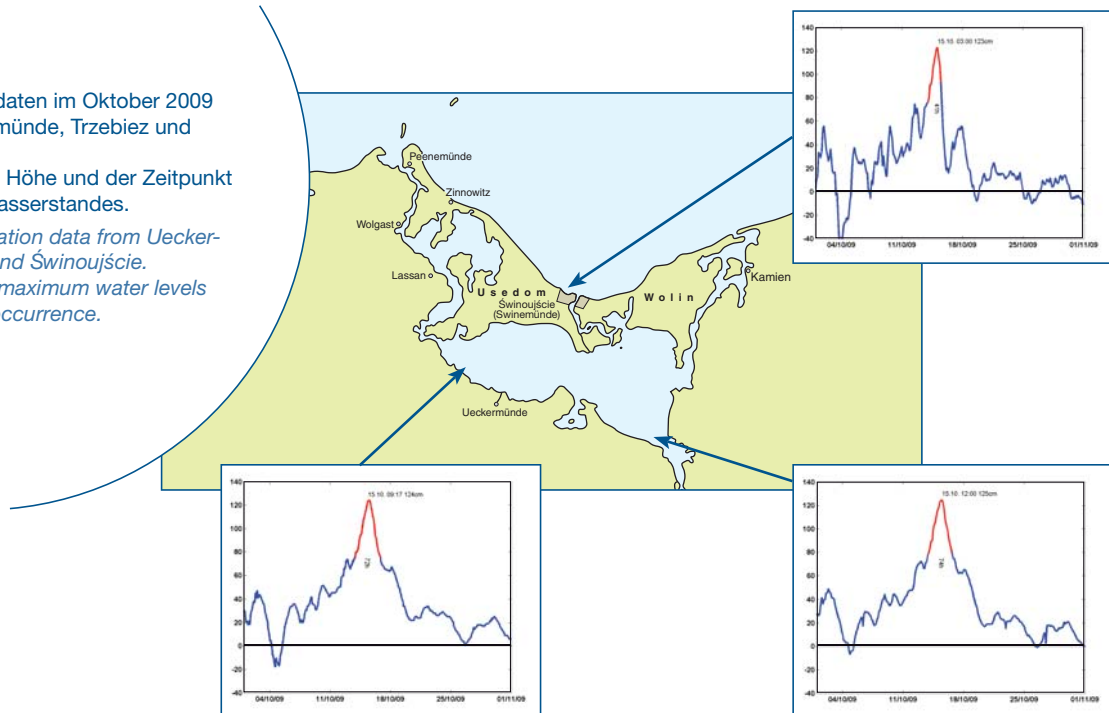 daten im Oktober 2009
münde, Trzebiez und
Höhe und der Zeitpunkt
asserstandes.
ation data from Uecker-
nd Świnoujście.
maximum water levels
occurrence.
Peenemünde
Zinnowitz
Wolgast
Lassan
Usedom
Świnoujście
(Swinemünde)
Wolin
Kamien
Ueckermünde
140
120
100
80
60
40
20
0
-20
-40
15.10. 03:00 123cm
04/10/09
11/10/09
18/10/09
25/10/09
01/11/09
140
120
100
80
60
40
20
0
-20
-40
15.10. 09:17 124cm
72h
04/10/09
11/10/09
18/10/09
25/10/09
01/11/09
140
120
100
80
60
40
20
0
-20
-40
15.10. 12:00 125cm
74h
04/10/09
11/10/09
18/10/09
25/10/09
01/11/09